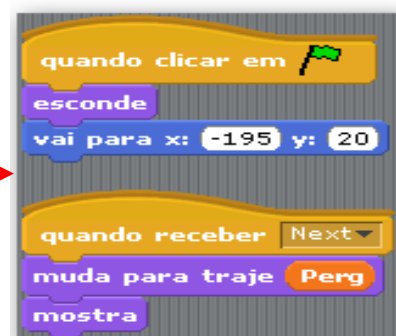 quando clicar em
esconde
vai para x: -195 y: 20
quando receber Next
muda para traje Perg
mostra